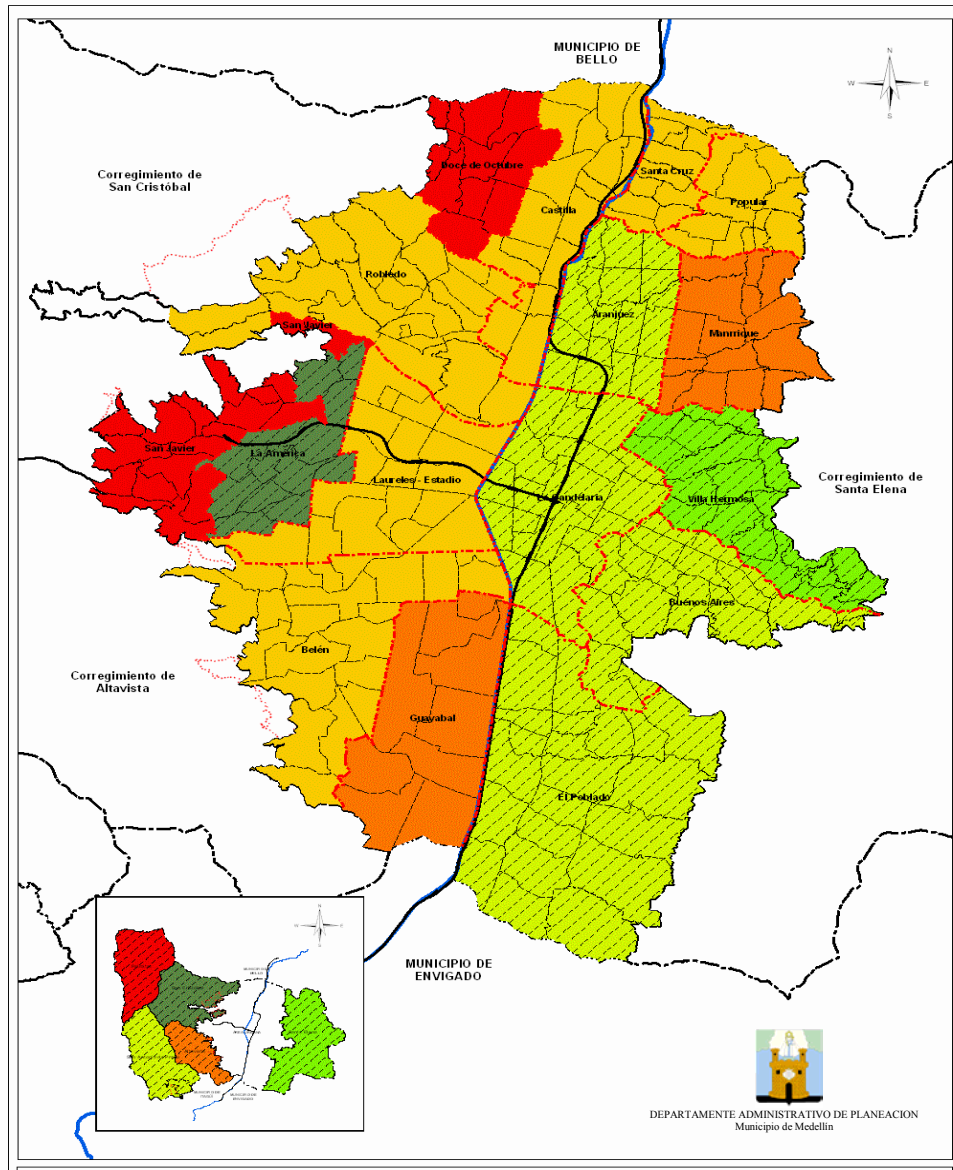 MUNICIPIO DE
BELLO
N
W
E
S
Corregimiento de
San Cristóbal
Doce de Octubre
Santa Cruz
Castilla
Popular
Robledo
Aranjuez
San Javier
Manrique
San Javier
La América
Laureles - Estadio
La Candelaria
Villa Hermosa
Corregimiento de
Santa Elena
Buenos Aires
Belén
Corregimiento de
Altavista
Guayabal
El Poblado
MUNICIPIO DE
ENVIGADO
DEPARTAMENTE ADMINISTRATIVO DE PLANEACION
Municipio de Medellín